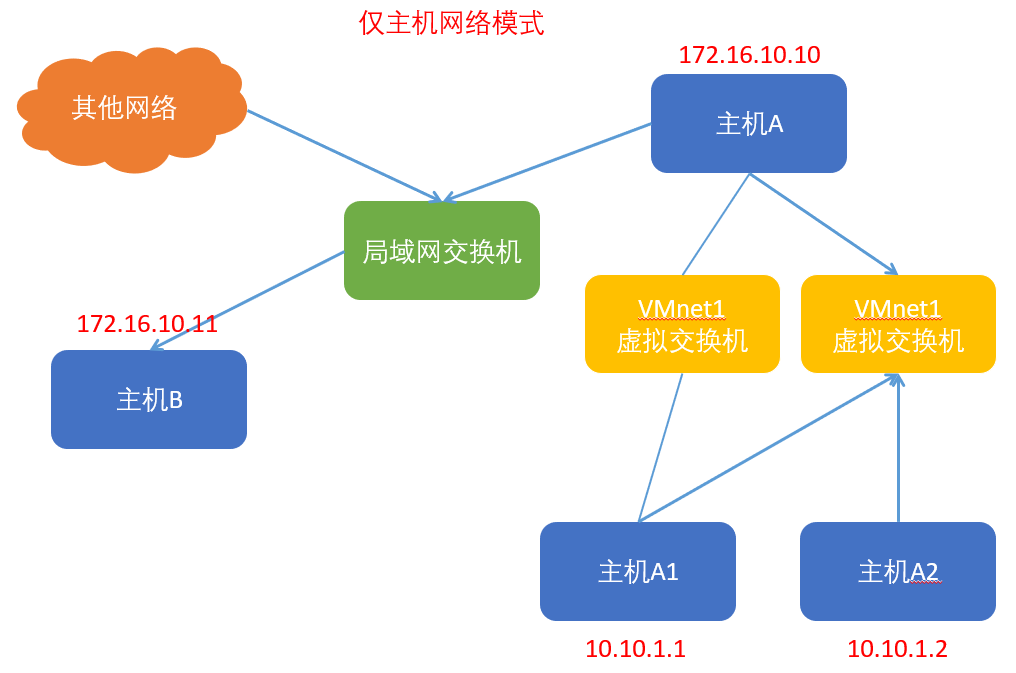 仅主机网络模式
172.16.10.10
其他网络
主机A
局域网交换机
VMnet1
虚拟交换机
VMnet1
虚拟交换机
172.16.10.11
主机B
主机A1
主机A2
10.10.1.1
10.10.1.2